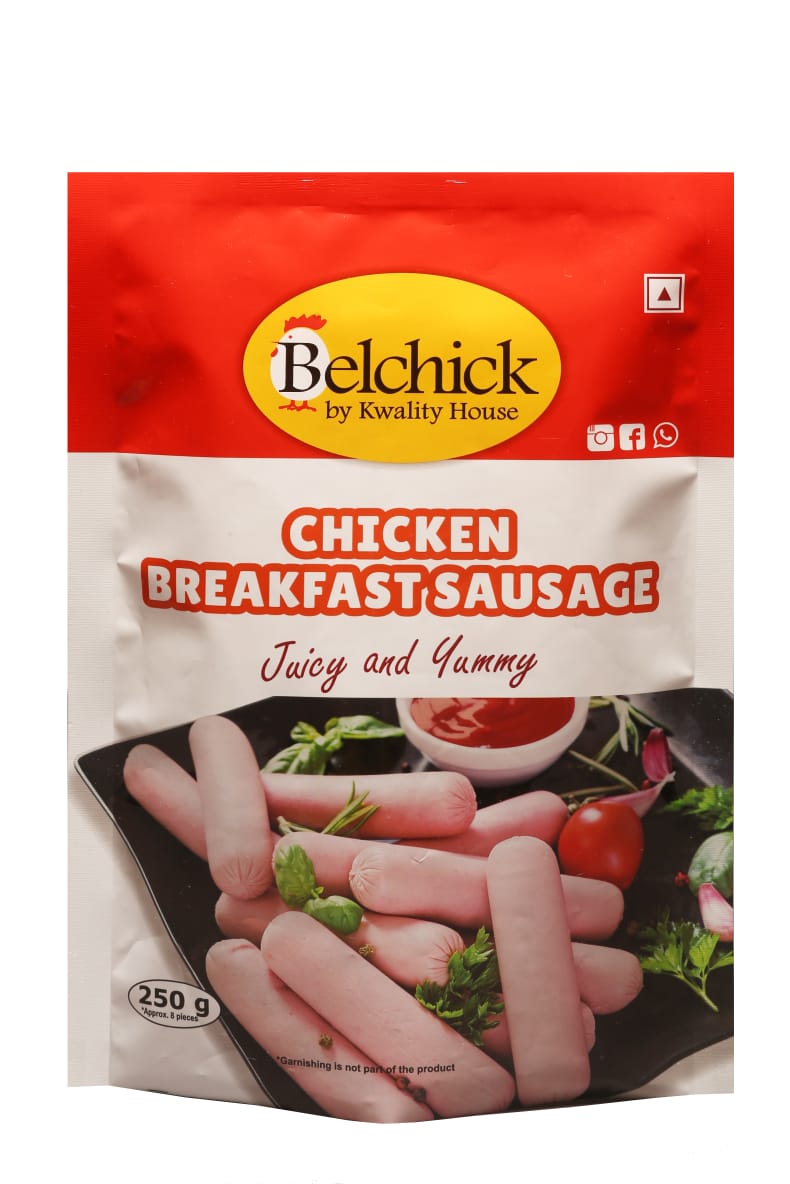 Belchick
by Kwality House
CHICKEN
BREAKFAST SAUSAGE
Juicy and Yummy
250 g
*Approx. 8 pieces
*Garnishing is not part of the product